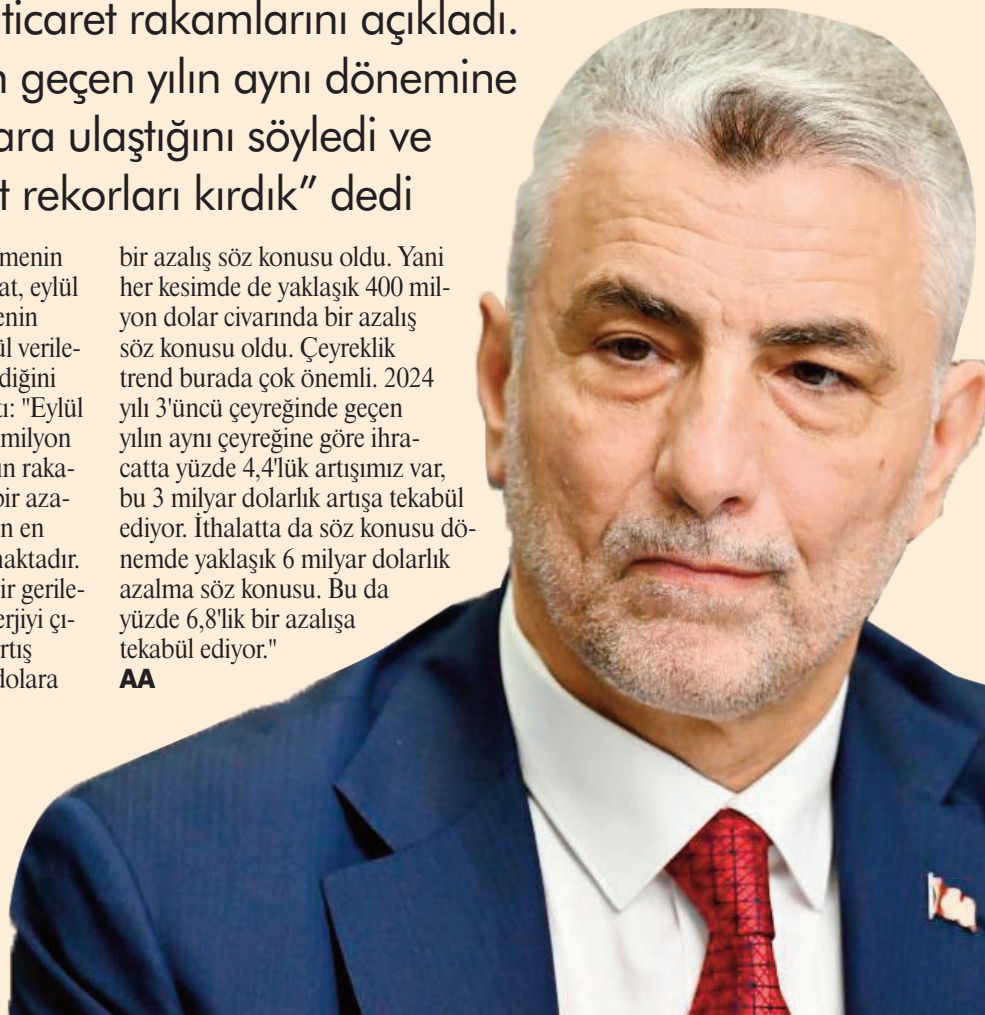 ticaret rakamlarını açıkladı.
geçen yılın aynı dönemine
ulaştığını söyledi ve
rekorları kırdık” dedi
eylül
bir azalış söz konusu oldu. Yani
her kesimde de yaklaşık 400 mil-
yon dolar civarında bir azalış
söz konusu oldu. Çeyreklik
trend burada çok önemli. 2024
yılı 3'üncü çeyreğinde geçen
yılın aynı çeyreğine göre ihra-
catta yüzde 4,4'lük artışımız var,
bu 3 milyar dolarlık artışa tekabül
ediyor. İthalatta da söz konusu dö-
nemde yaklaşık 6 milyar dolarlık
azalma söz konusu. Bu da
yüzde 6,8'lik bir azalışa
tekabül ediyor."
AA